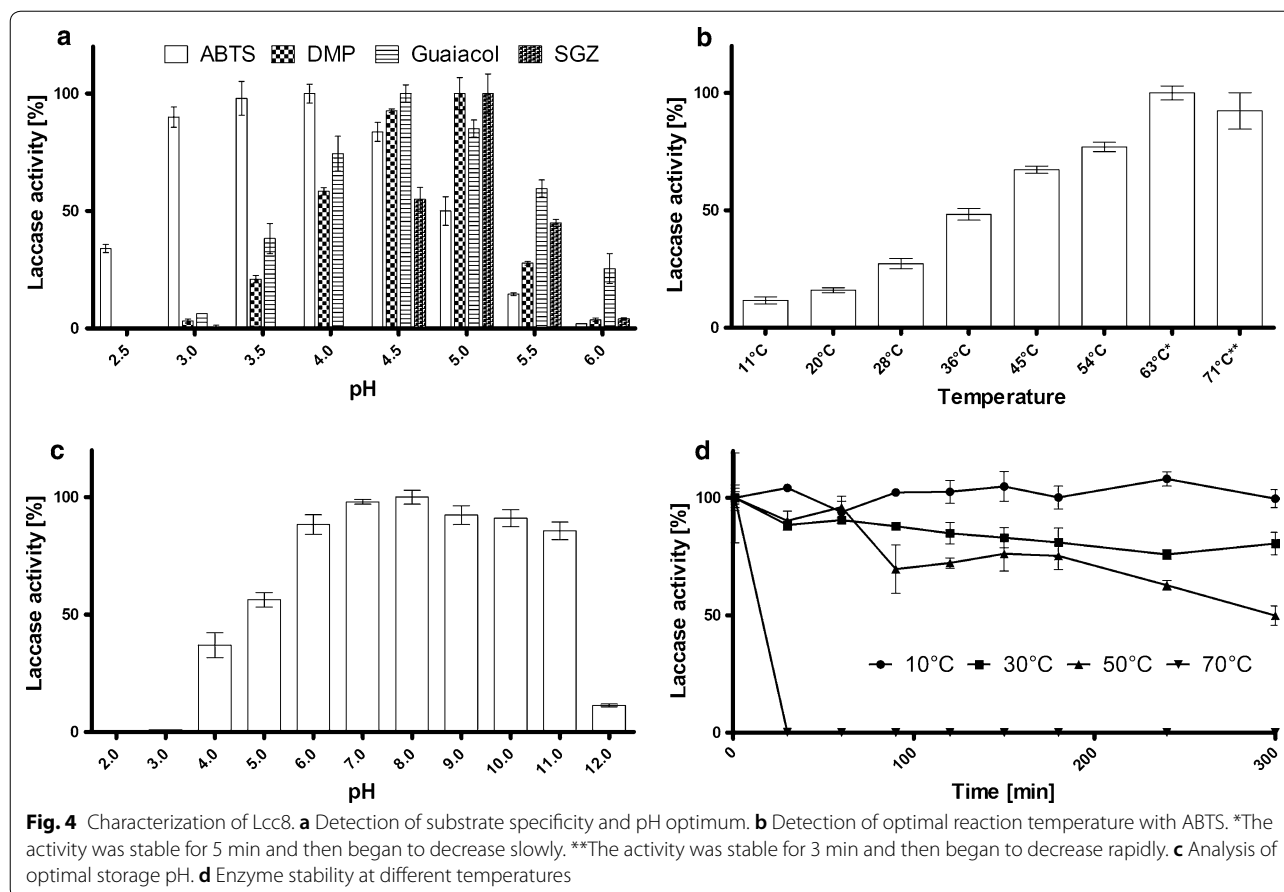 a
ABTS DMP Guaiacol SGZ
Laccase activity [%]
100
50
0
2.5 3.0 3.5 4.0 4.5 5.0 5.5 6.0
pH
b
Laccase activity [%]
100
50
0
11°C 20°C 28°C 36°C 45°C 54°C 63°C* 71°C**
Temperature
c
Laccase activity [%]
100
50
0
2.0 3.0 4.0 5.0 6.0 7.0 8.0 9.0 10.0 11.0 12.0
pH
d
Laccase activity [%]
100
50
0
10°C 30°C 50°C 70°C
0 100 200 300
Time [min]
Fig. 4 Characterization of Lcc8. a Detection of substrate specificity and pH optimum. b Detection of optimal reaction temperature with ABTS. *The
activity was stable for 5 min and then began to decrease slowly. **The activity was stable for 3 min and then began to decrease rapidly. c Analysis of
optimal storage pH. d Enzyme stability at different temperatures